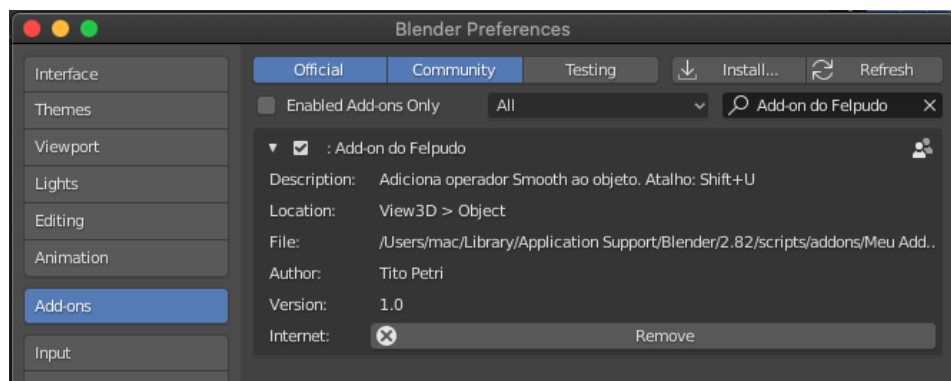 Blender Preferences
Interface
Themes
Viewport
Lights
Editing
Animation
Add-ons
Input
Official Community Testing Install... Refresh
Enabled Add-ons Only All Add-on do Felpudo
: Add-on do Felpudo
Description: Adiciona operador Smooth ao objeto. Atalho: Shift+U
Location: View3D > Object
File: /Users/mac/Library/Application Support/Blender/2.82/scripts/addons/Meu Add..
Author: Tito Petri
Version: 1.0
Internet: Remove